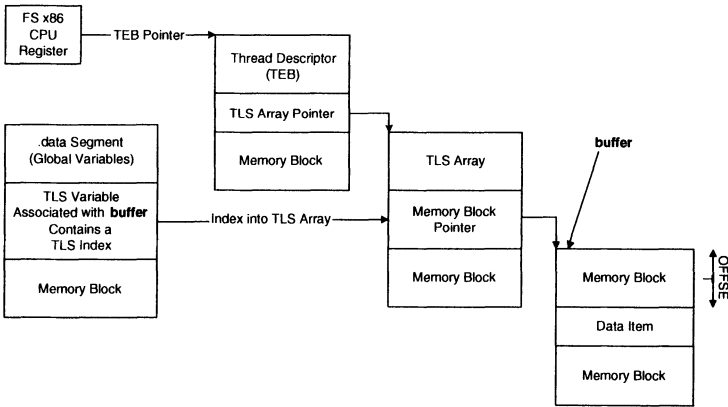 FS x86
CPU
Register
TEB Pointer
Thread Descriptor
(TEB)
TLS Array Pointer
Memory Block
.data Segment
(Global Variables)
TLS Variable
Associated with buffer
Contains a
TLS Index
Memory Block
Index into TLS Array
TLS Array
Memory Block
Pointer
Memory Block
buffer
Memory Block
Data Item
Memory Block
OFFSE